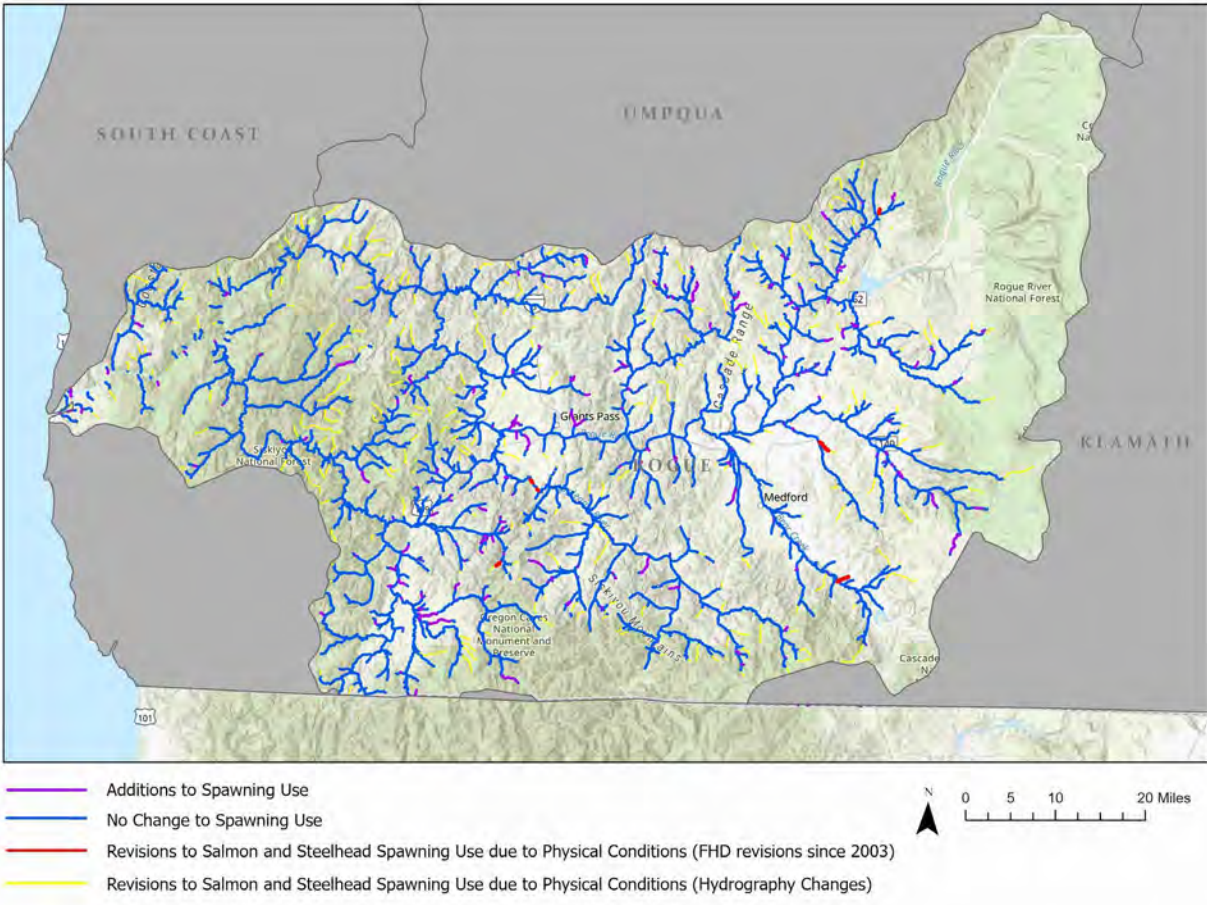 SOUTH COAST
UMPQUA
Rogue River
Rogue River
National Forest
62
Cascade Range
Grants Pass
KLAMATH
Siskiyou
National Forest
ROGUE
Medford
Siskiyou Mountains
Oregon Caves
National
Monument and
Preserve
Cascade
101
Additions to Spawning Use
No Change to Spawning Use
Revisions to Salmon and Steelhead Spawning Use due to Physical Conditions (FHD revisions since 2003)
Revisions to Salmon and Steelhead Spawning Use due to Physical Conditions (Hydrography Changes)
N
0 5 10 20 Miles